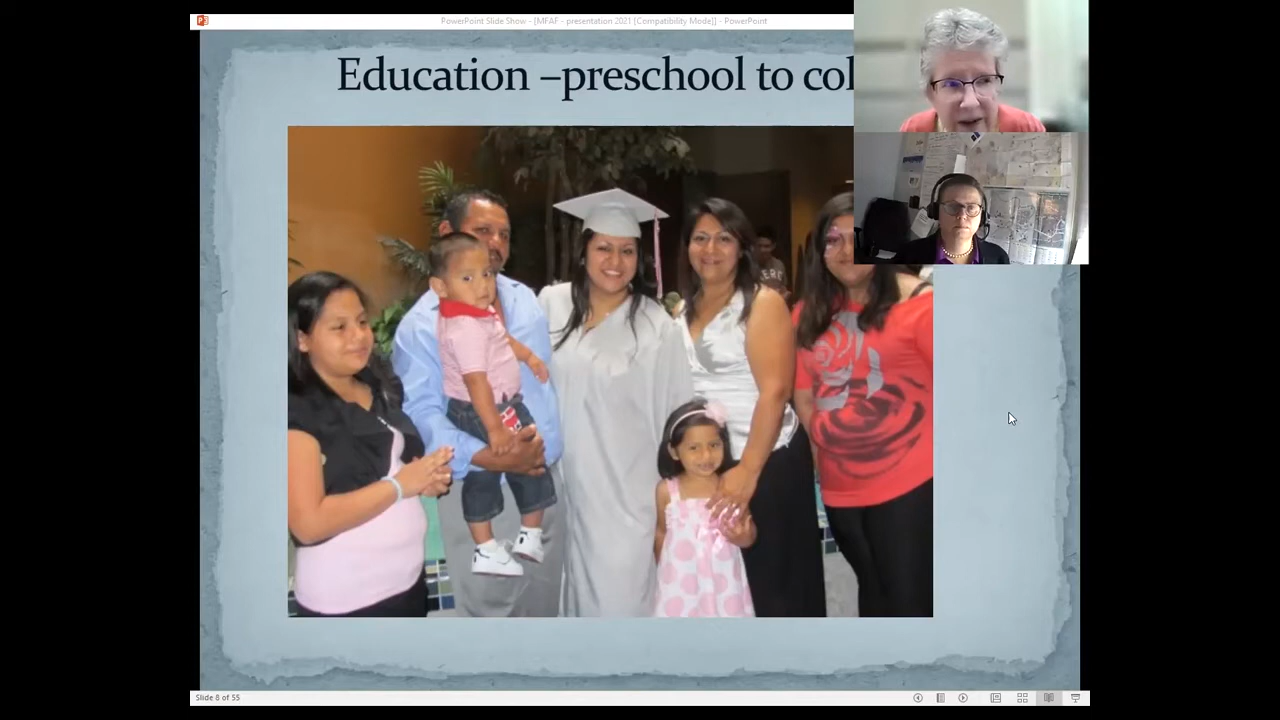 PowerPoint Slide Show - [MFAF - presentation 2021 [Compatibility Mode]] - PowerPoint
Education –preschool to col
Slide 8 of 55